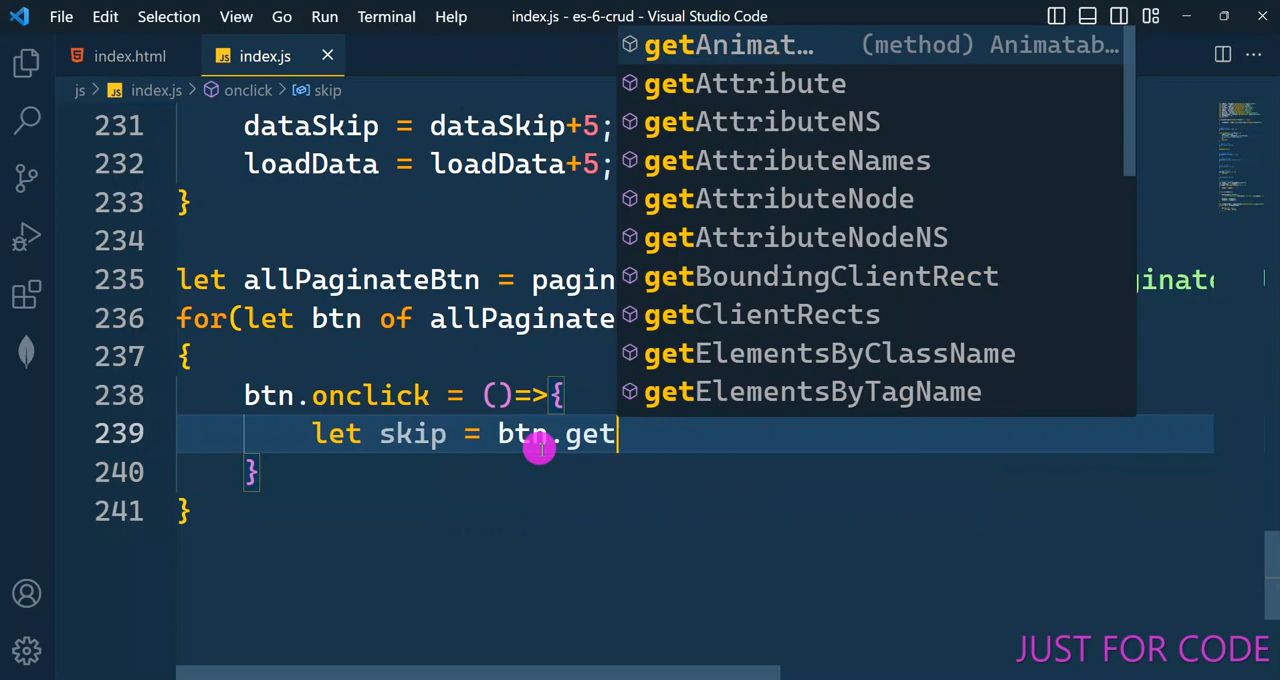 File Edit Selection View Go Run Terminal Help index.js - es-6-crud - Visual Studio Code
index.html JS index.js
js > JS index.js > onclick > skip
231 dataSkip = dataSkip+5;
232 loadData = loadData+5;
233 }
234
235 let allPaginateBtn = pagin
236 for(let btn of allPaginate
237 {
238 btn.onclick = ()=>{
239 let skip = btn.get
240 }
241 }
getAnimat… (method) Animatab…
getAttribute
getAttributeNS
getAttributeNames
getAttributeNode
getAttributeNodeNS
getBoundingClientRect
getClientRects
getElementsByClassName
getElementsByTagName
JUST FOR CODE